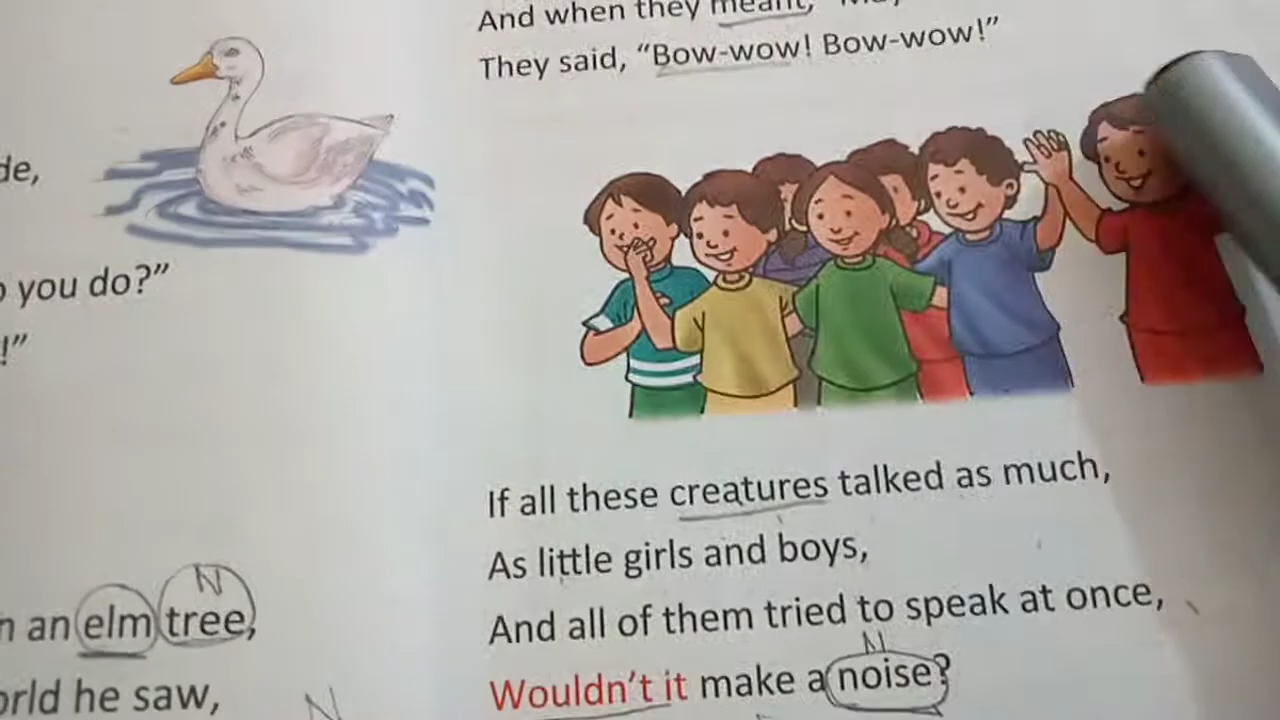 de,
you do?”
!”
N
an elm tree,
he saw,
N
And when they meant,
They said, “Bow-wow! Bow-wow!”
If all these creatures talked as much,
As little girls and boys,
And all of them tried to speak at once,
N
Wouldn’t it make a noise?